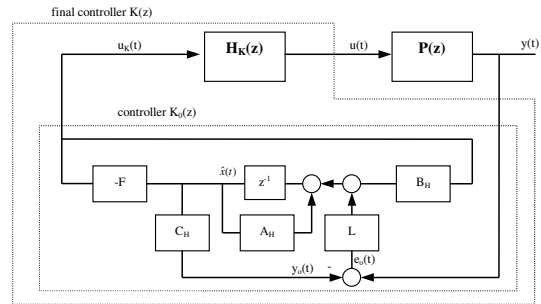 final controller K(z)
u_K(t)
H_K(z)
u(t)
P(z)
y(t)
controller K_0(z)
-F
x̂(t)
z^-1
B_H
C_H
A_H
L
y_o(t)
-
e_o(t)